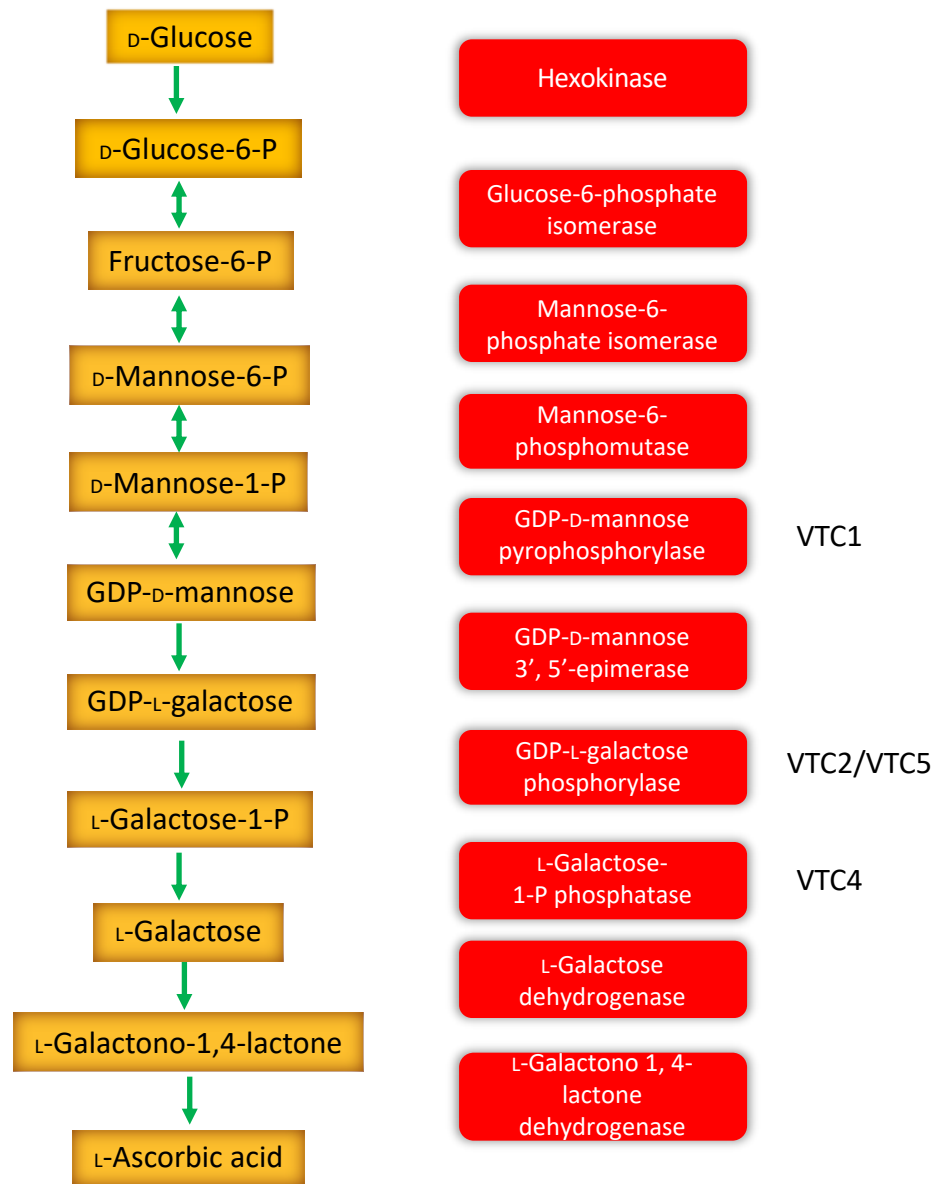 D-Glucose
Hexokinase
D-Glucose-6-P
Glucose-6-phosphate
isomerase
Fructose-6-P
Mannose-6-
phosphate isomerase
D-Mannose-6-P
Mannose-6-
phosphomutase
D-Mannose-1-P
GDP-D-mannose
pyrophosphorylase
VTC1
GDP-D-mannose
GDP-D-mannose
3’, 5’-epimerase
GDP-L-galactose
GDP-L-galactose
phosphorylase
VTC2/VTC5
L-Galactose-1-P
L-Galactose-
1-P phosphatase
VTC4
L-Galactose
L-Galactose
dehydrogenase
L-Galactono-1,4-lactone
L-Galactono 1, 4-
lactone
dehydrogenase
L-Ascorbic acid